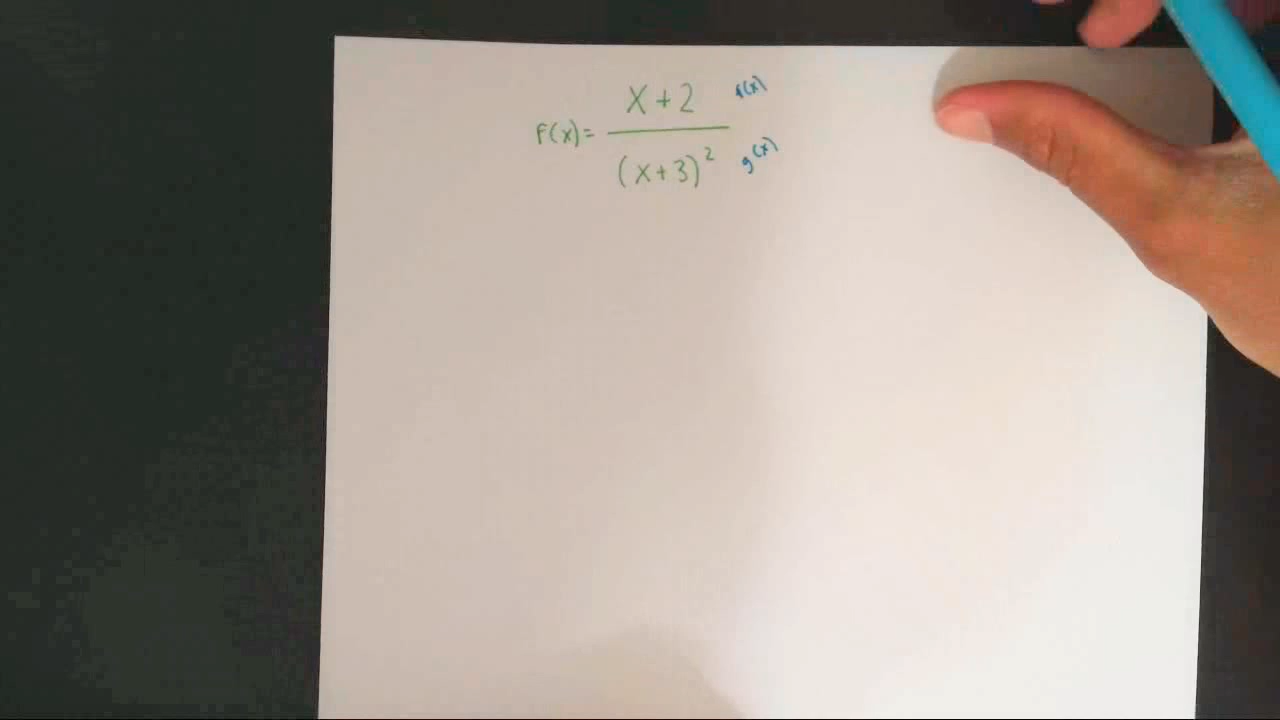 F(x) = x + 2 / (x + 3)²
f(x)
g(x)